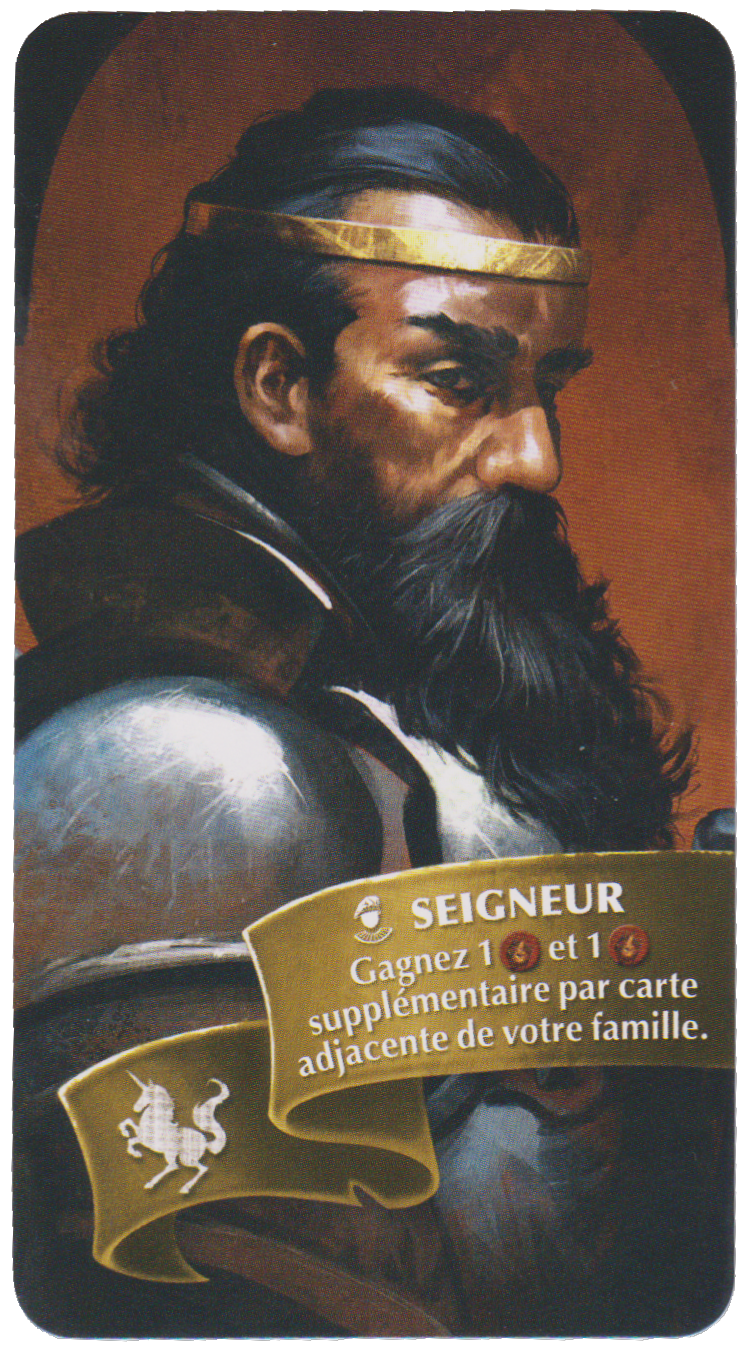 SEIGNEUR
Gagnez 1 et 1
supplémentaire par carte
adjacente de votre famille.